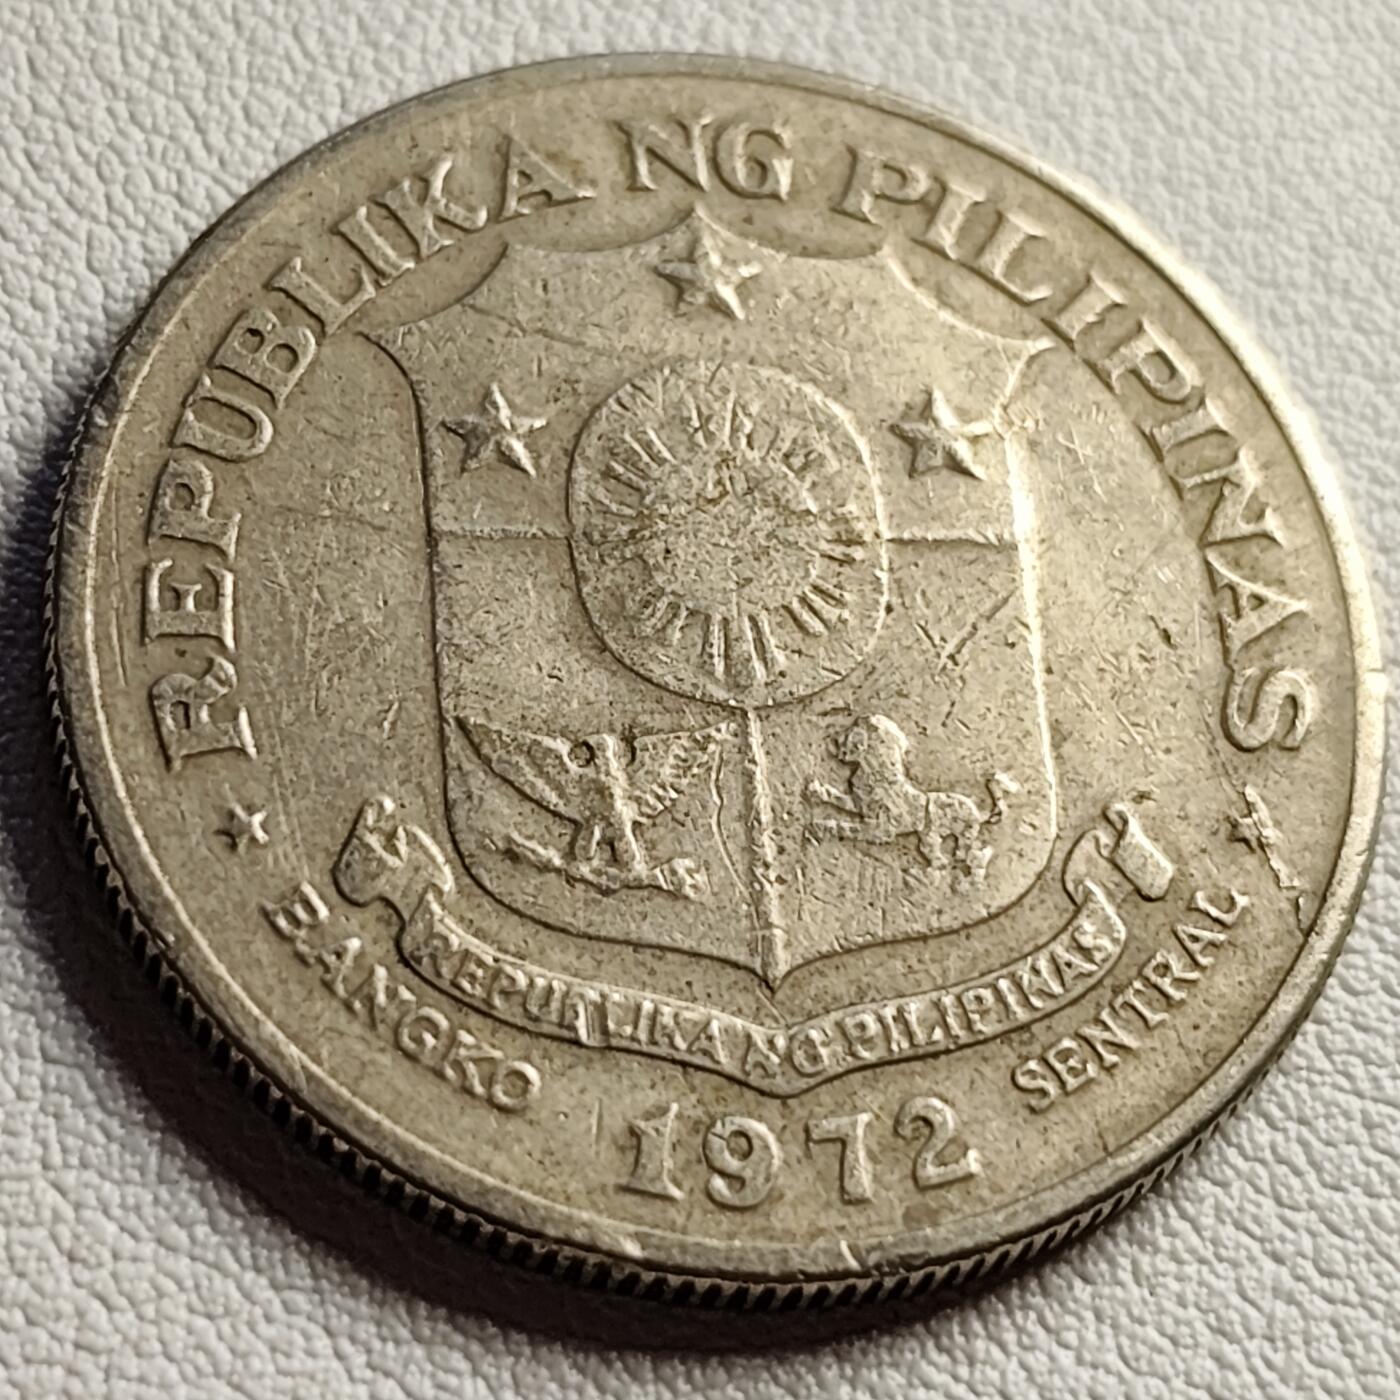 REPUBLIKA NG PILIPINAS
REPUBLIKA NG PILIPINAS
BANGKO SENTRAL
1972